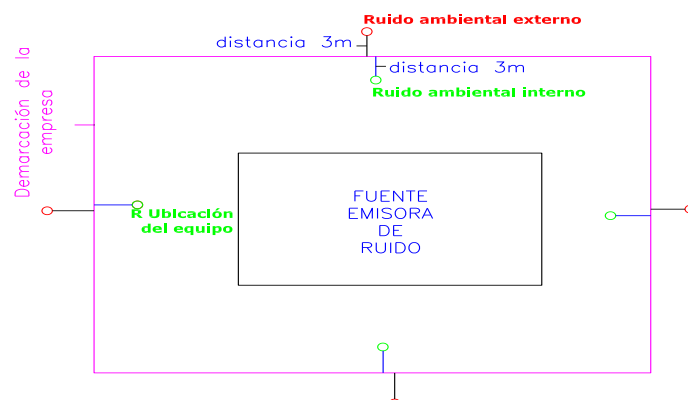 Ruido ambiental externo
distancia 3m
distancia 3m
Ruido ambiental interno
Demarcación de la
empresa
R Ubicación
del equipo
FUENTE
EMISORA
DE
RUIDO